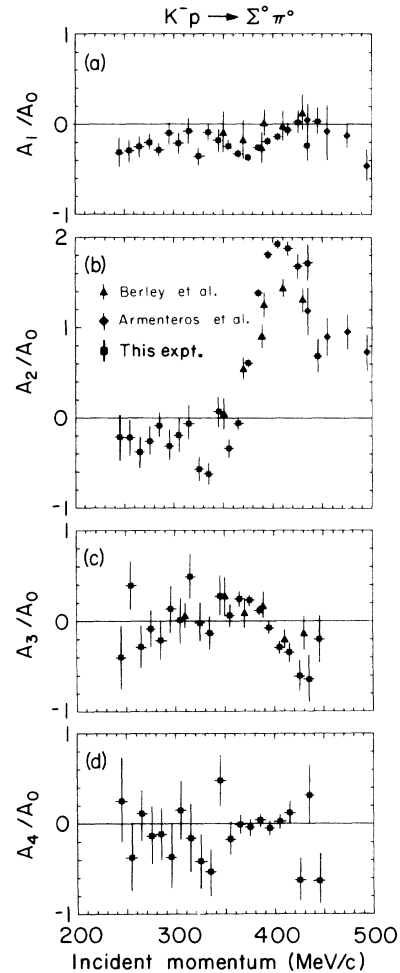 K⁻p → Σ°π°
(a)
1
0
-1
A₁/A₀
(b)
2
1
0
-1
A₂/A₀
▲ Berley et al.
◆ Armenteros et al.
■ This expt.
(c)
1
0
-1
A₃/A₀
(d)
1
0
-1
A₄/A₀
200 300 400 500
Incident momentum (MeV/c)